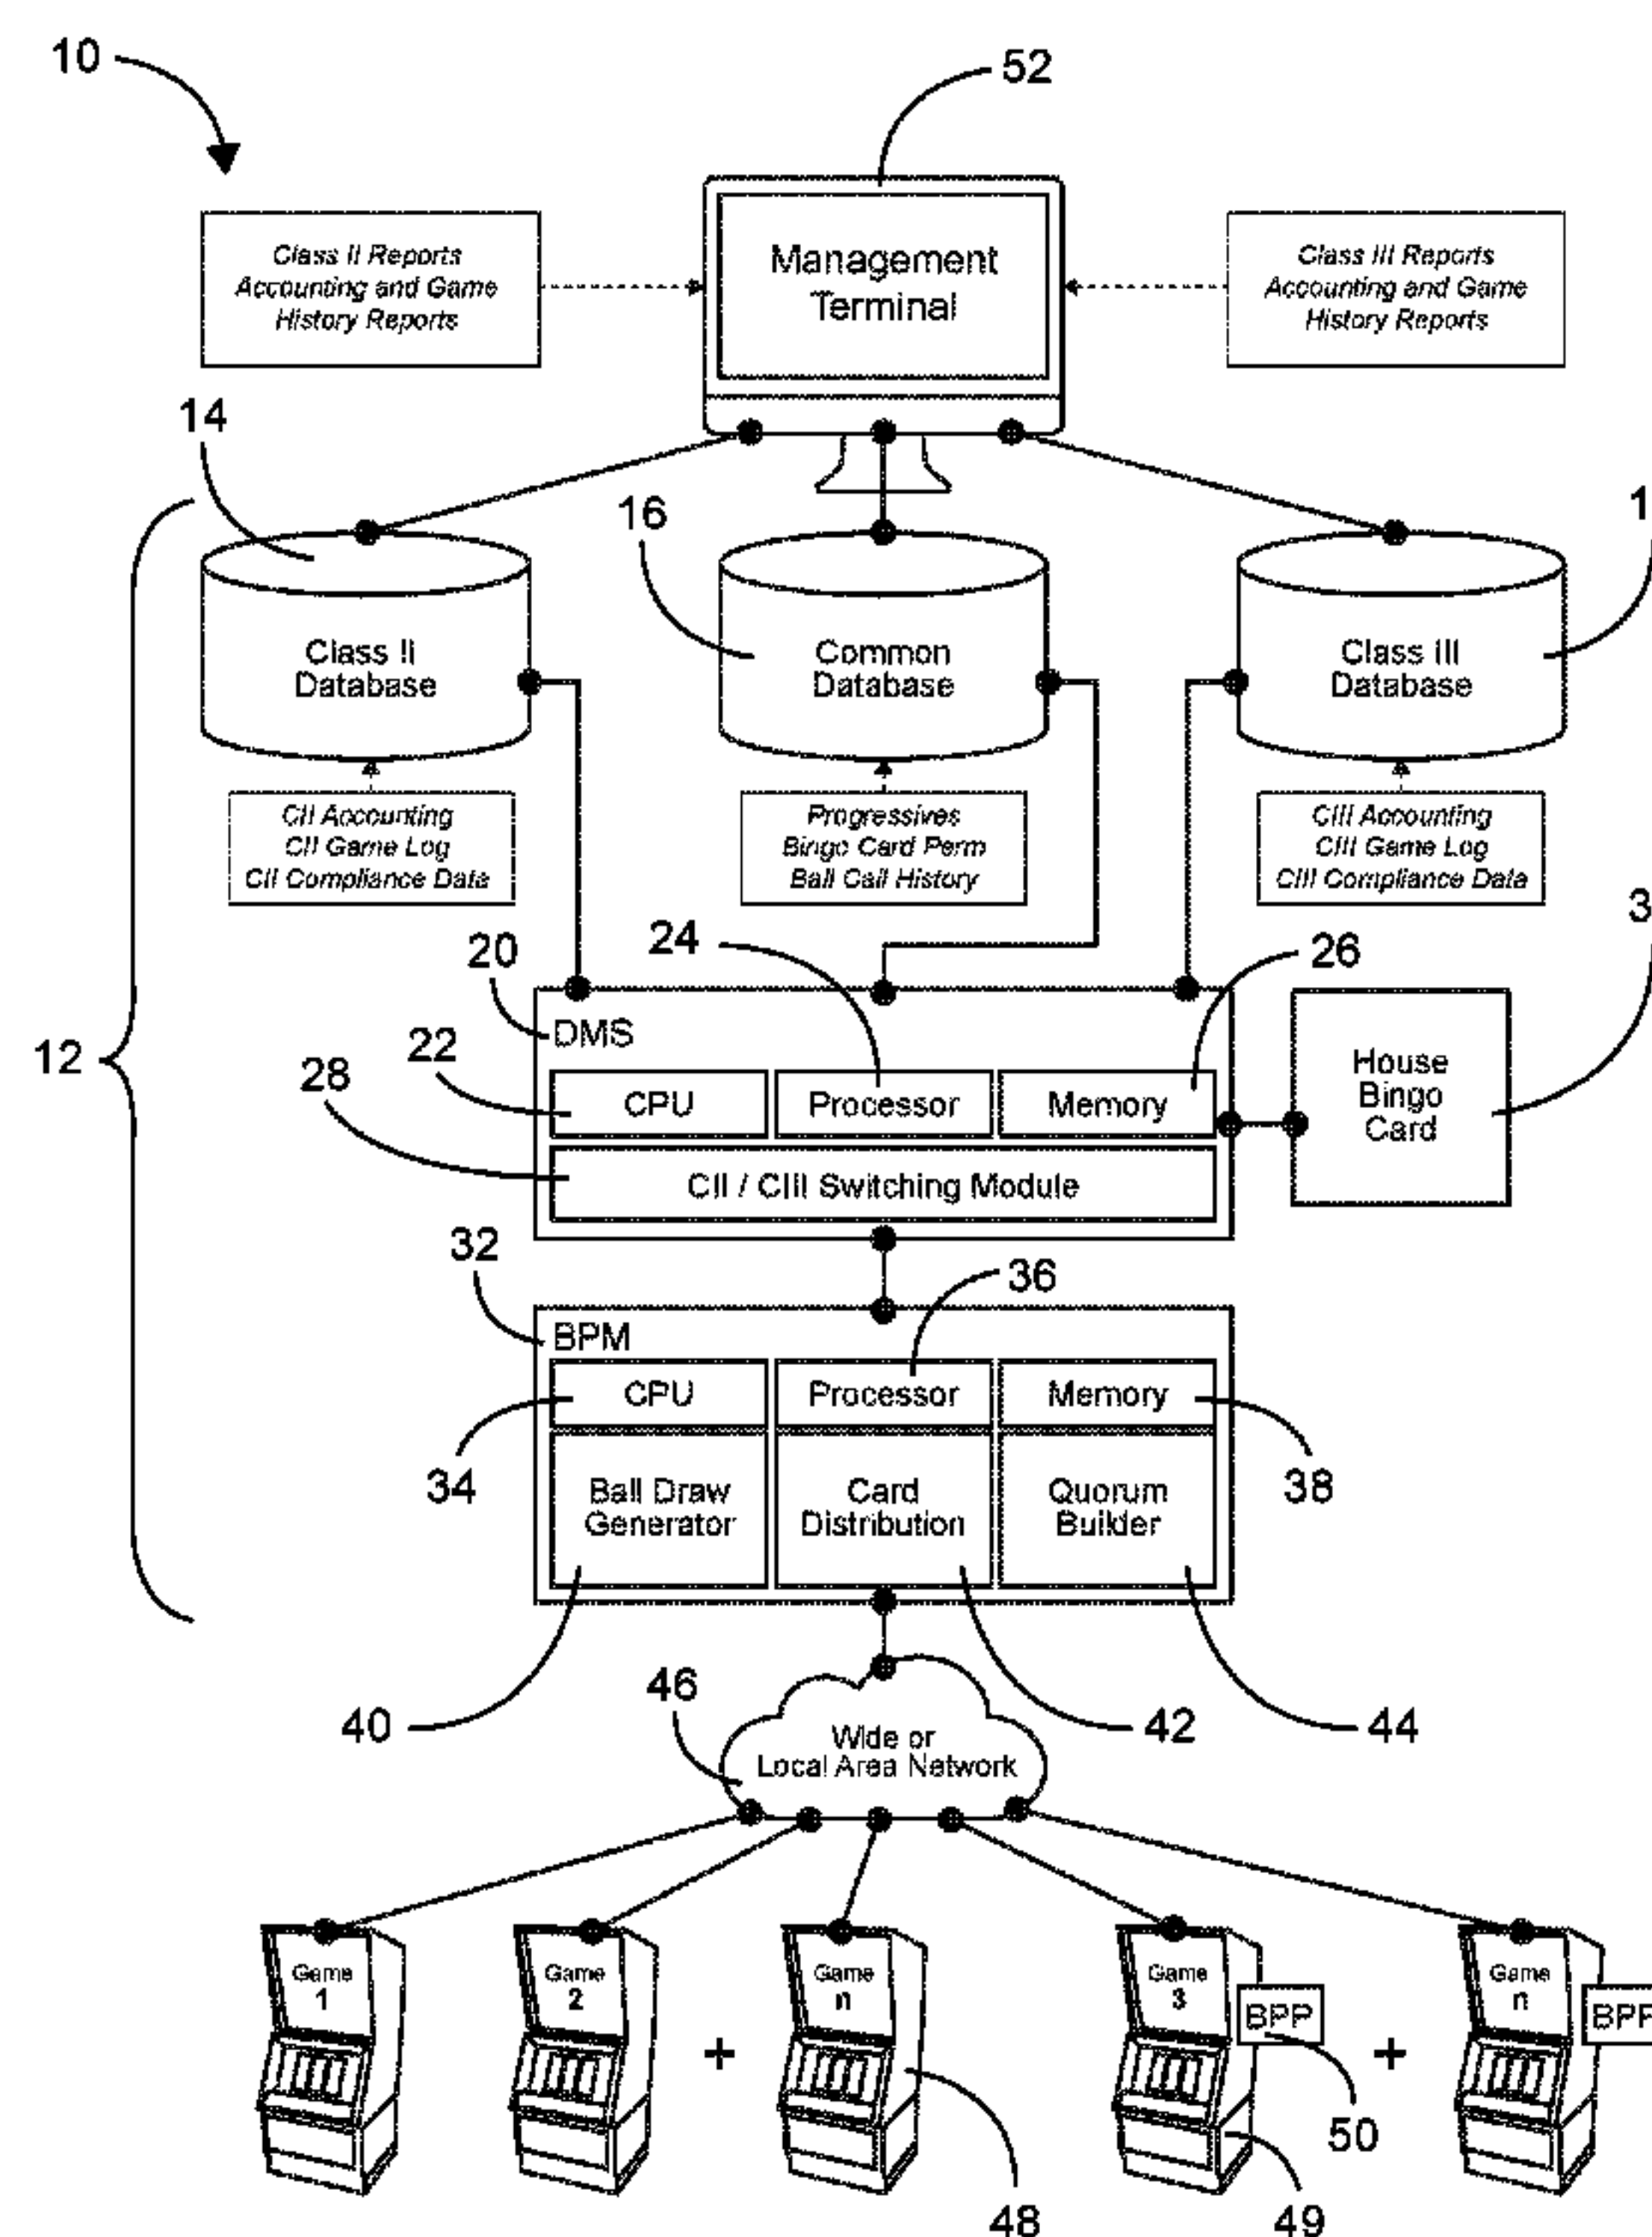 10
52
Class II Reports
Accounting and Game
History Reports
Management
Terminal
Class III Reports
Accounting and Game
History Reports
14
16
1
12
Class II
Database
Common
Database
Class III
Database
CII Accounting
CII Game Log
CII Compliance Data
Progressives
Bingo Card Perm
Ball Call History
CIII Accounting
CIII Game Log
CIII Compliance Data
3
20
24
26
DMS
22
28
CPU
Processor
Memory
House
Bingo
Card
CII / CIII Switching Module
32
36
BPM
CPU
Processor
Memory
34
38
Ball Draw
Generator
Card
Distribution
Quorum
Builder
46
40
42
44
Wide or
Local Area Network
Game
1
Game
2
+
Game
n
Game
3
BPP
+
Game
n
BPP
50
48
49